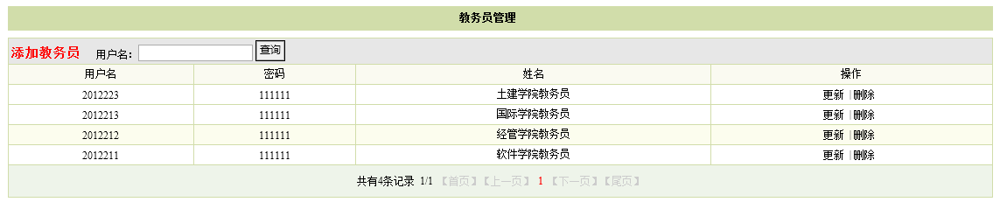 教务员管理
添加教务员 用户名： 查询
用户名 密码 姓名 操作
2012223 111111 土建学院教务员 更新 |删除
2012213 111111 国际学院教务员 更新 |删除
2012212 111111 经管学院教务员 更新 |删除
2012211 111111 软件学院教务员 更新 |删除
共有4条记录 1/1 【首页】【上一页】 1 【下一页】【尾页】